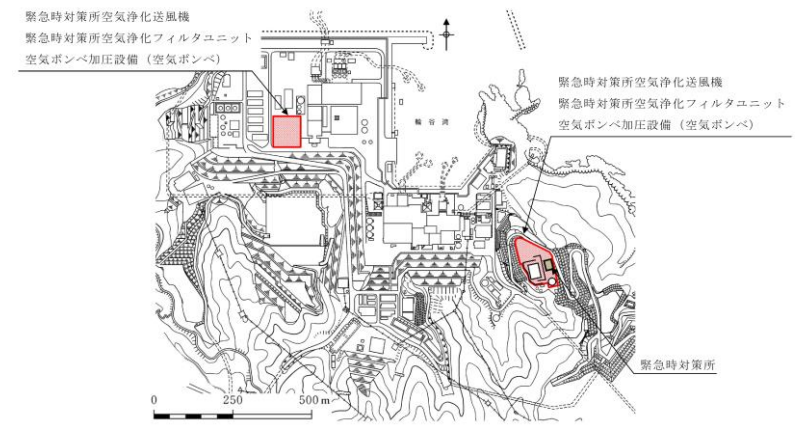 緊急時対策所空気浄化送風機
緊急時対策所空気浄化フィルタユニット
空気ボンベ加圧設備（空気ボンベ）
緊急時対策所空気浄化送風機
緊急時対策所空気浄化フィルタユニット
空気ボンベ加圧設備（空気ボンベ）
輪谷湾
緊急時対策所
0 250 500 m